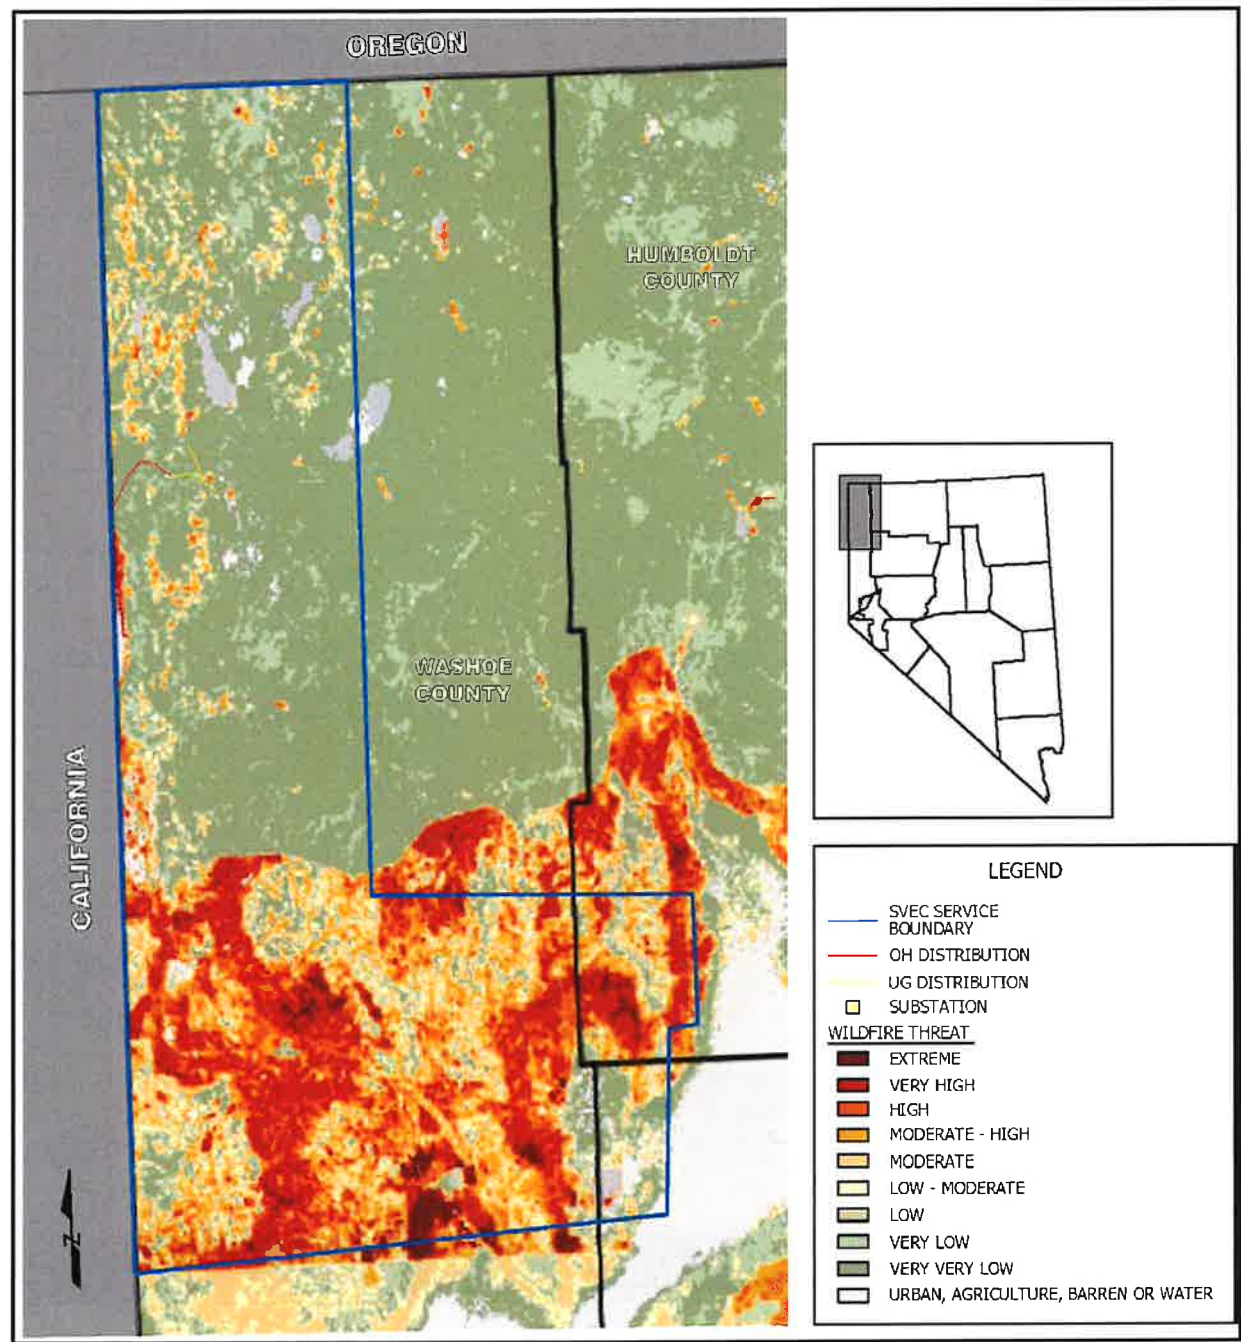 OREGON
HUMBOLDT
COUNTY
WASHOE
COUNTY
CALIFORNIA
N
LEGEND
SVEC SERVICE
BOUNDARY
OH DISTRIBUTION
UG DISTRIBUTION
SUBSTATION
WILDFIRE THREAT
EXTREME
VERY HIGH
HIGH
MODERATE - HIGH
MODERATE
LOW - MODERATE
LOW
VERY LOW
VERY VERY LOW
URBAN, AGRICULTURE, BARREN OR WATER